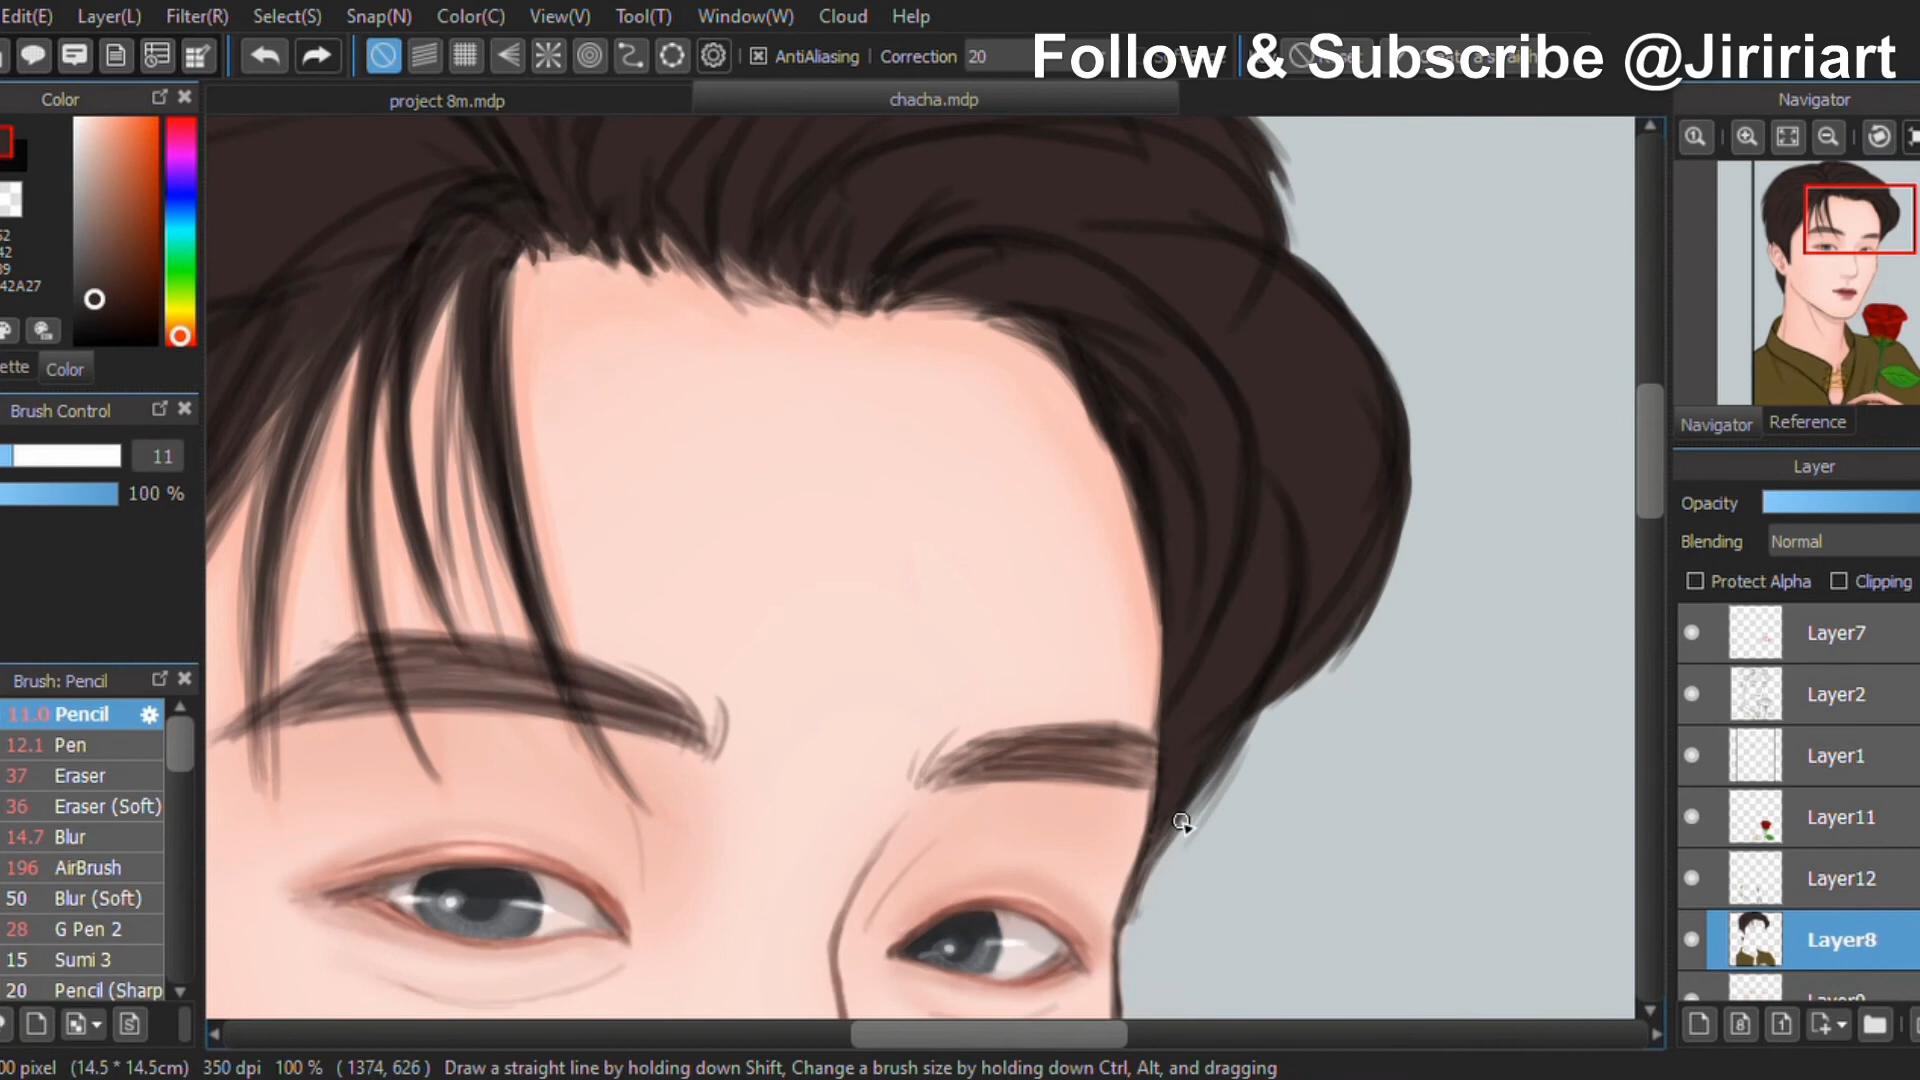 Edit(E) Layer(L) Filter(R) Select(S) Snap(N) Color(C) View(V) Tool(T) Window(W) Cloud Help
Follow & Subscribe @Jiririart
AntiAliasing Correction 20
Color
project 8m.mdp
chacha.mdp
Navigator
42A27
Color
Brush Control
11
100 %
Navigator Reference
Layer
Opacity
Blending Normal
Protect Alpha Clipping
Layer7
Layer2
Layer1
Layer11
Layer12
Layer8
Brush: Pencil
11.0 Pencil
12.1 Pen
37 Eraser
36 Eraser (Soft)
14.7 Blur
196 AirBrush
50 Blur (Soft)
28 G Pen 2
15 Sumi 3
20 Pencil (Sharp
00 pixel (14.5 * 14.5cm) 350 dpi 100 % ( 1374, 626 ) Draw a straight line by holding down Shift, Change a brush size by holding down Ctrl, Alt, and dragging